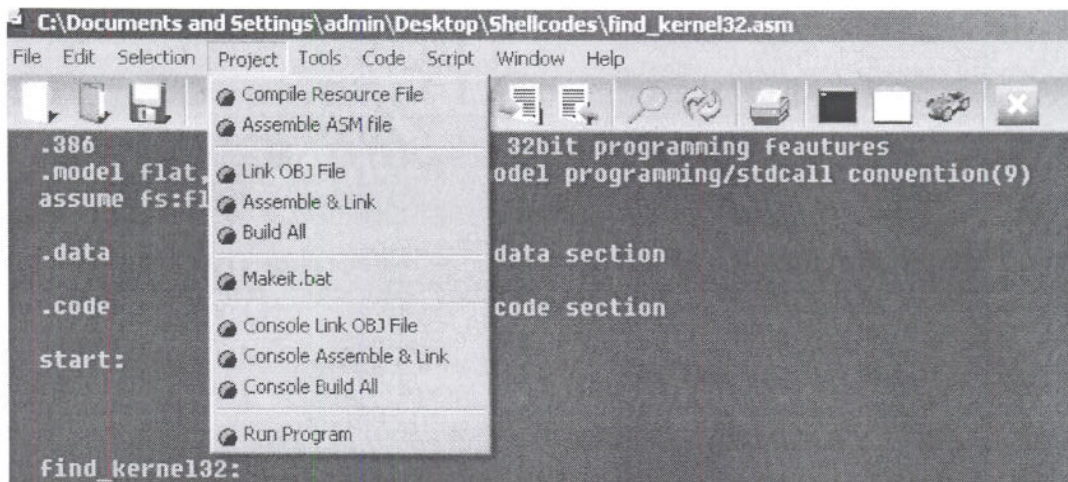 C:\Documents and Settings\admin\Desktop\Shellcodes\find_kernel32.asm
File Edit Selection Project Tools Code Script Window Help
Compile Resource File
Assemble ASM file
.386 32bit programming feautures
.model flat, Link OBJ File odel programming/stdcall convention(9)
assume fs:fl Assemble & Link
Build All
.data data section
Makeit.bat
.code code section
Console Link OBJ File
start: Console Assemble & Link
Console Build All
Run Program
find_kernel32: